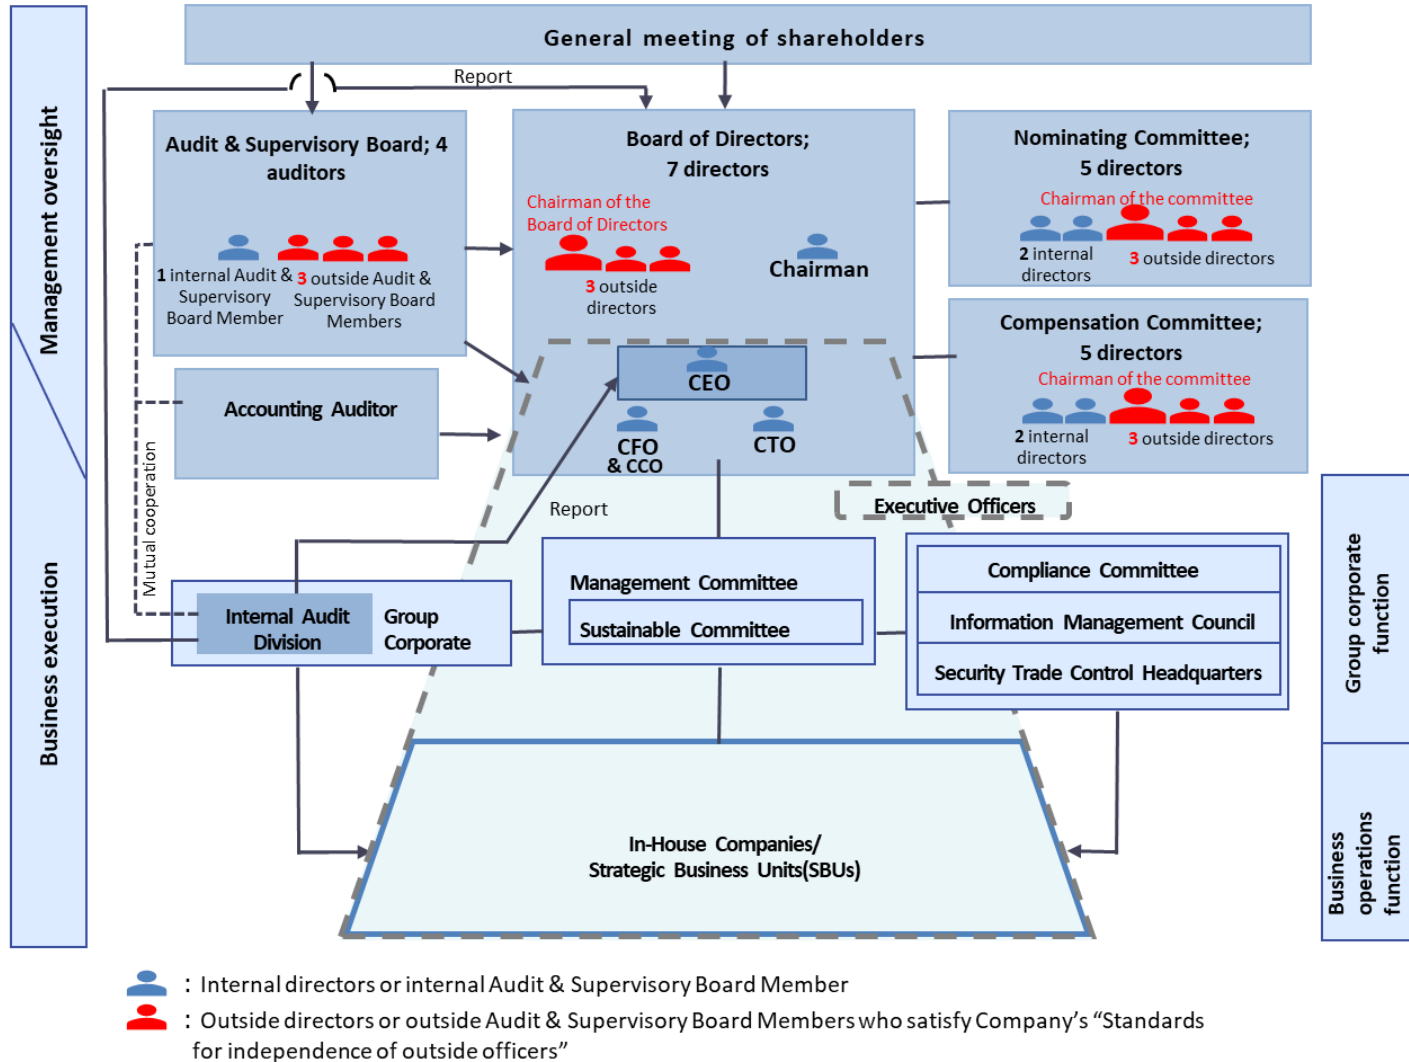 General meeting of shareholders
Report
Management oversight
Audit & Supervisory Board; 4
auditors
1 internal Audit &
Supervisory
Board Member
3 outside Audit &
Supervisory Board
Members
Board of Directors;
7 directors
Chairman of the
Board of Directors
3 outside
directors
Chairman
Nominating Committee;
5 directors
Chairman of the committee
2 internal
directors
3 outside directors
Compensation Committee;
5 directors
Chairman of the committee
2 internal
directors
3 outside directors
Accounting Auditor
CEO
CFO
& CCO
CTO
Mutual cooperation
Report
Executive Officers
Business execution
Internal Audit
Division
Group
Corporate
Management Committee
Sustainable Committee
Compliance Committee
Information Management Council
Security Trade Control Headquarters
Group corporate
function
In-House Companies/
Strategic Business Units(SBUs)
Business
operations
function
: Internal directors or internal Audit & Supervisory Board Member
: Outside directors or outside Audit & Supervisory Board Members who satisfy Company’s “Standards
for independence of outside officers”